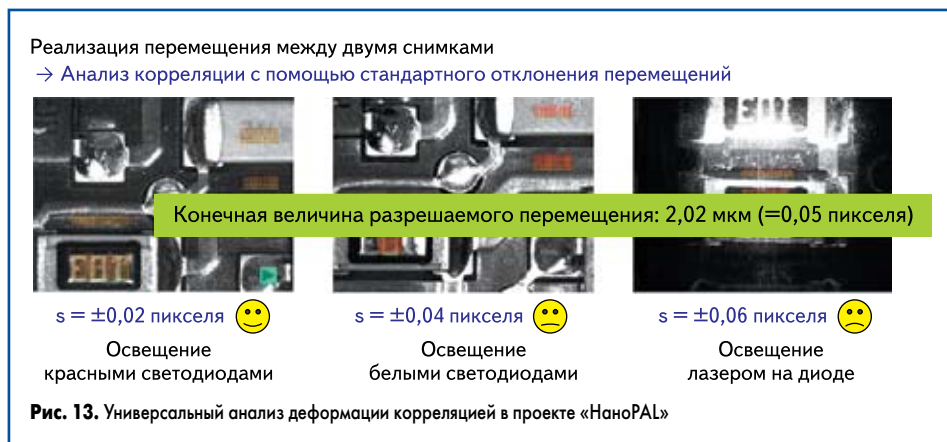 Реализация перемещения между двумя снимками
→ Анализ корреляции с помощью стандартного отклонения перемещений
Конечная величина разрешаемого перемещения: 2,02 мкм (=0,05 пикселя)
s = ±0,02 пикселя
s = ±0,04 пикселя
s = ±0,06 пикселя
Освещение
красными светодиодами
Освещение
белыми светодиодами
Освещение
лазером на диоде
Рис. 13. Универсальный анализ деформации корреляцией в проекте «НаноPAL»